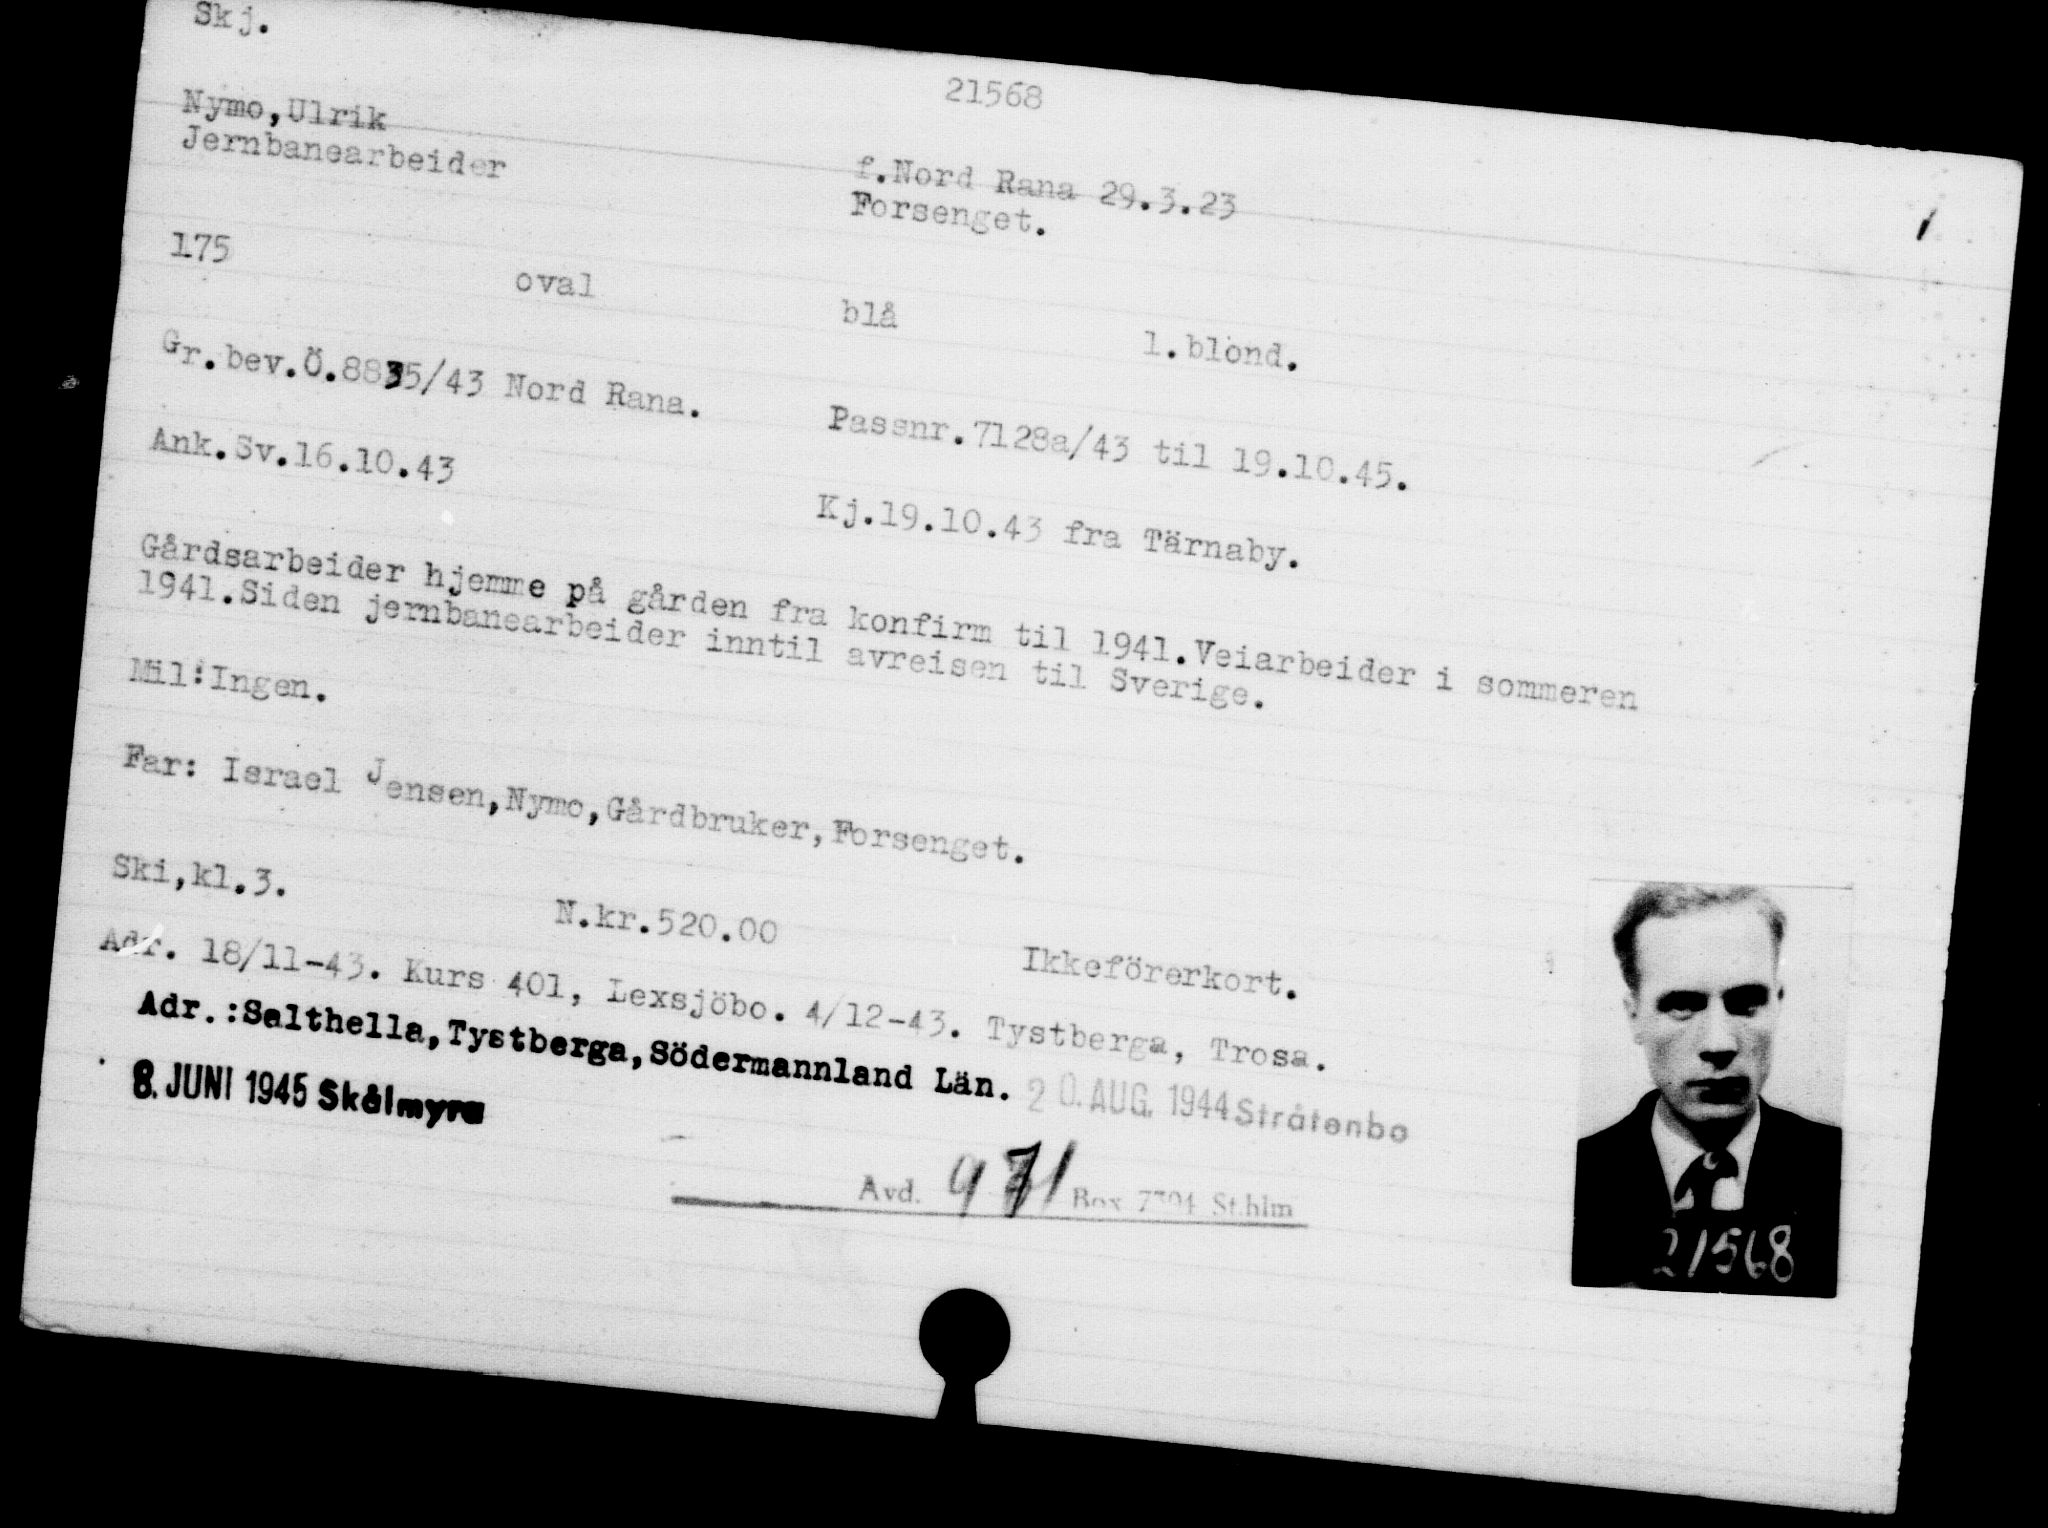 Skj.
21568
Nymo,Ulrik
Jernbanearbeider
f.Nord Rana 29.3.23
Forsenget.
175
oval
blå
l.blond.
Gr.bev.Ö.8835/43 Nord Rana.
Passnr.7128a/43 til 19.10.45.
Ank.Sv.16.10.43
Kj.19.10.43 fra Tärnaby.
Gårdsarbeider hjemme på gården fra konfirm til 1941.Veiarbeider i sommeren
1941.Siden jernbanearbeider inntil avreisen til Sverige.
Mil:Ingen.
Far: Israel Jensen,Nymo,Gårdbruker,Forsenget.
Ski,kl.3.
N.kr.520.00
Ikkeförerkort.
Adr. 18/11-43. Kurs 401, Lexsjöbo. 4/12-43. Tystberga, Trosa.
Adr.:Salthella,Tystberga,Södermannland Län.
20.AUG. 1944 Stråtenbo
8. JUNI 1945 Skålmyra
Avd. 971 Box St.hlm
21568